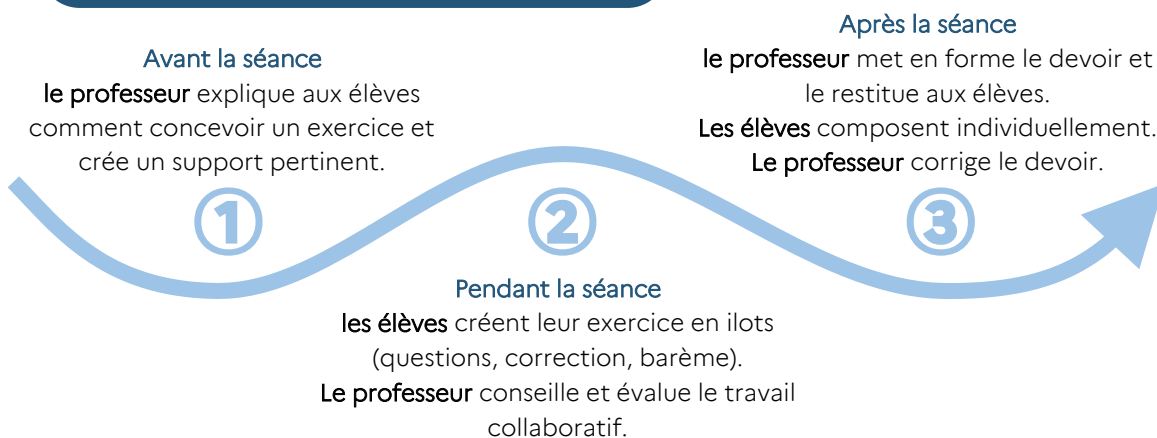 Avant la séance
le professeur explique aux élèves
comment concevoir un exercice et
crée un support pertinent.
1
Pendant la séance
les élèves créent leur exercice en ilots
(questions, correction, barème).
Le professeur conseille et évalue le travail
collaboratif.
2
Après la séance
le professeur met en forme le devoir et
le restitue aux élèves.
Les élèves composent individuellement.
Le professeur corrige le devoir.
3